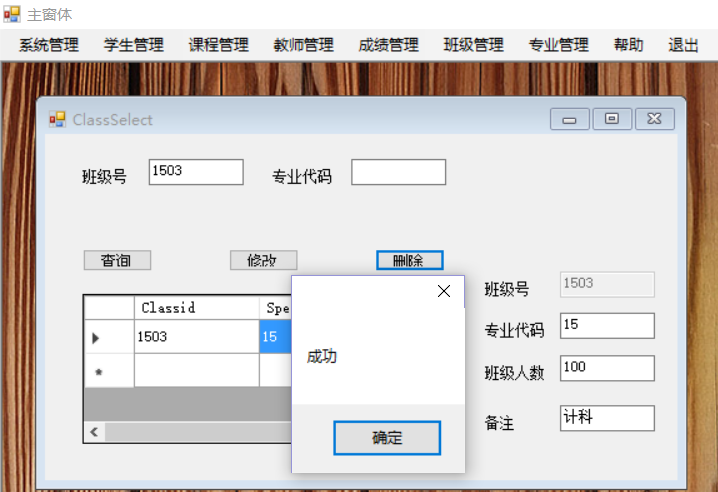 主窗体
系统管理 学生管理 课程管理 教师管理 成绩管理 班级管理 专业管理 帮助 退出
ClassSelect
班级号 1503 专业代码
查询 修改 删除
Classid Spe
1503 15
*
成功
确定
班级号 1503
专业代码 15
班级人数 100
备注 计科